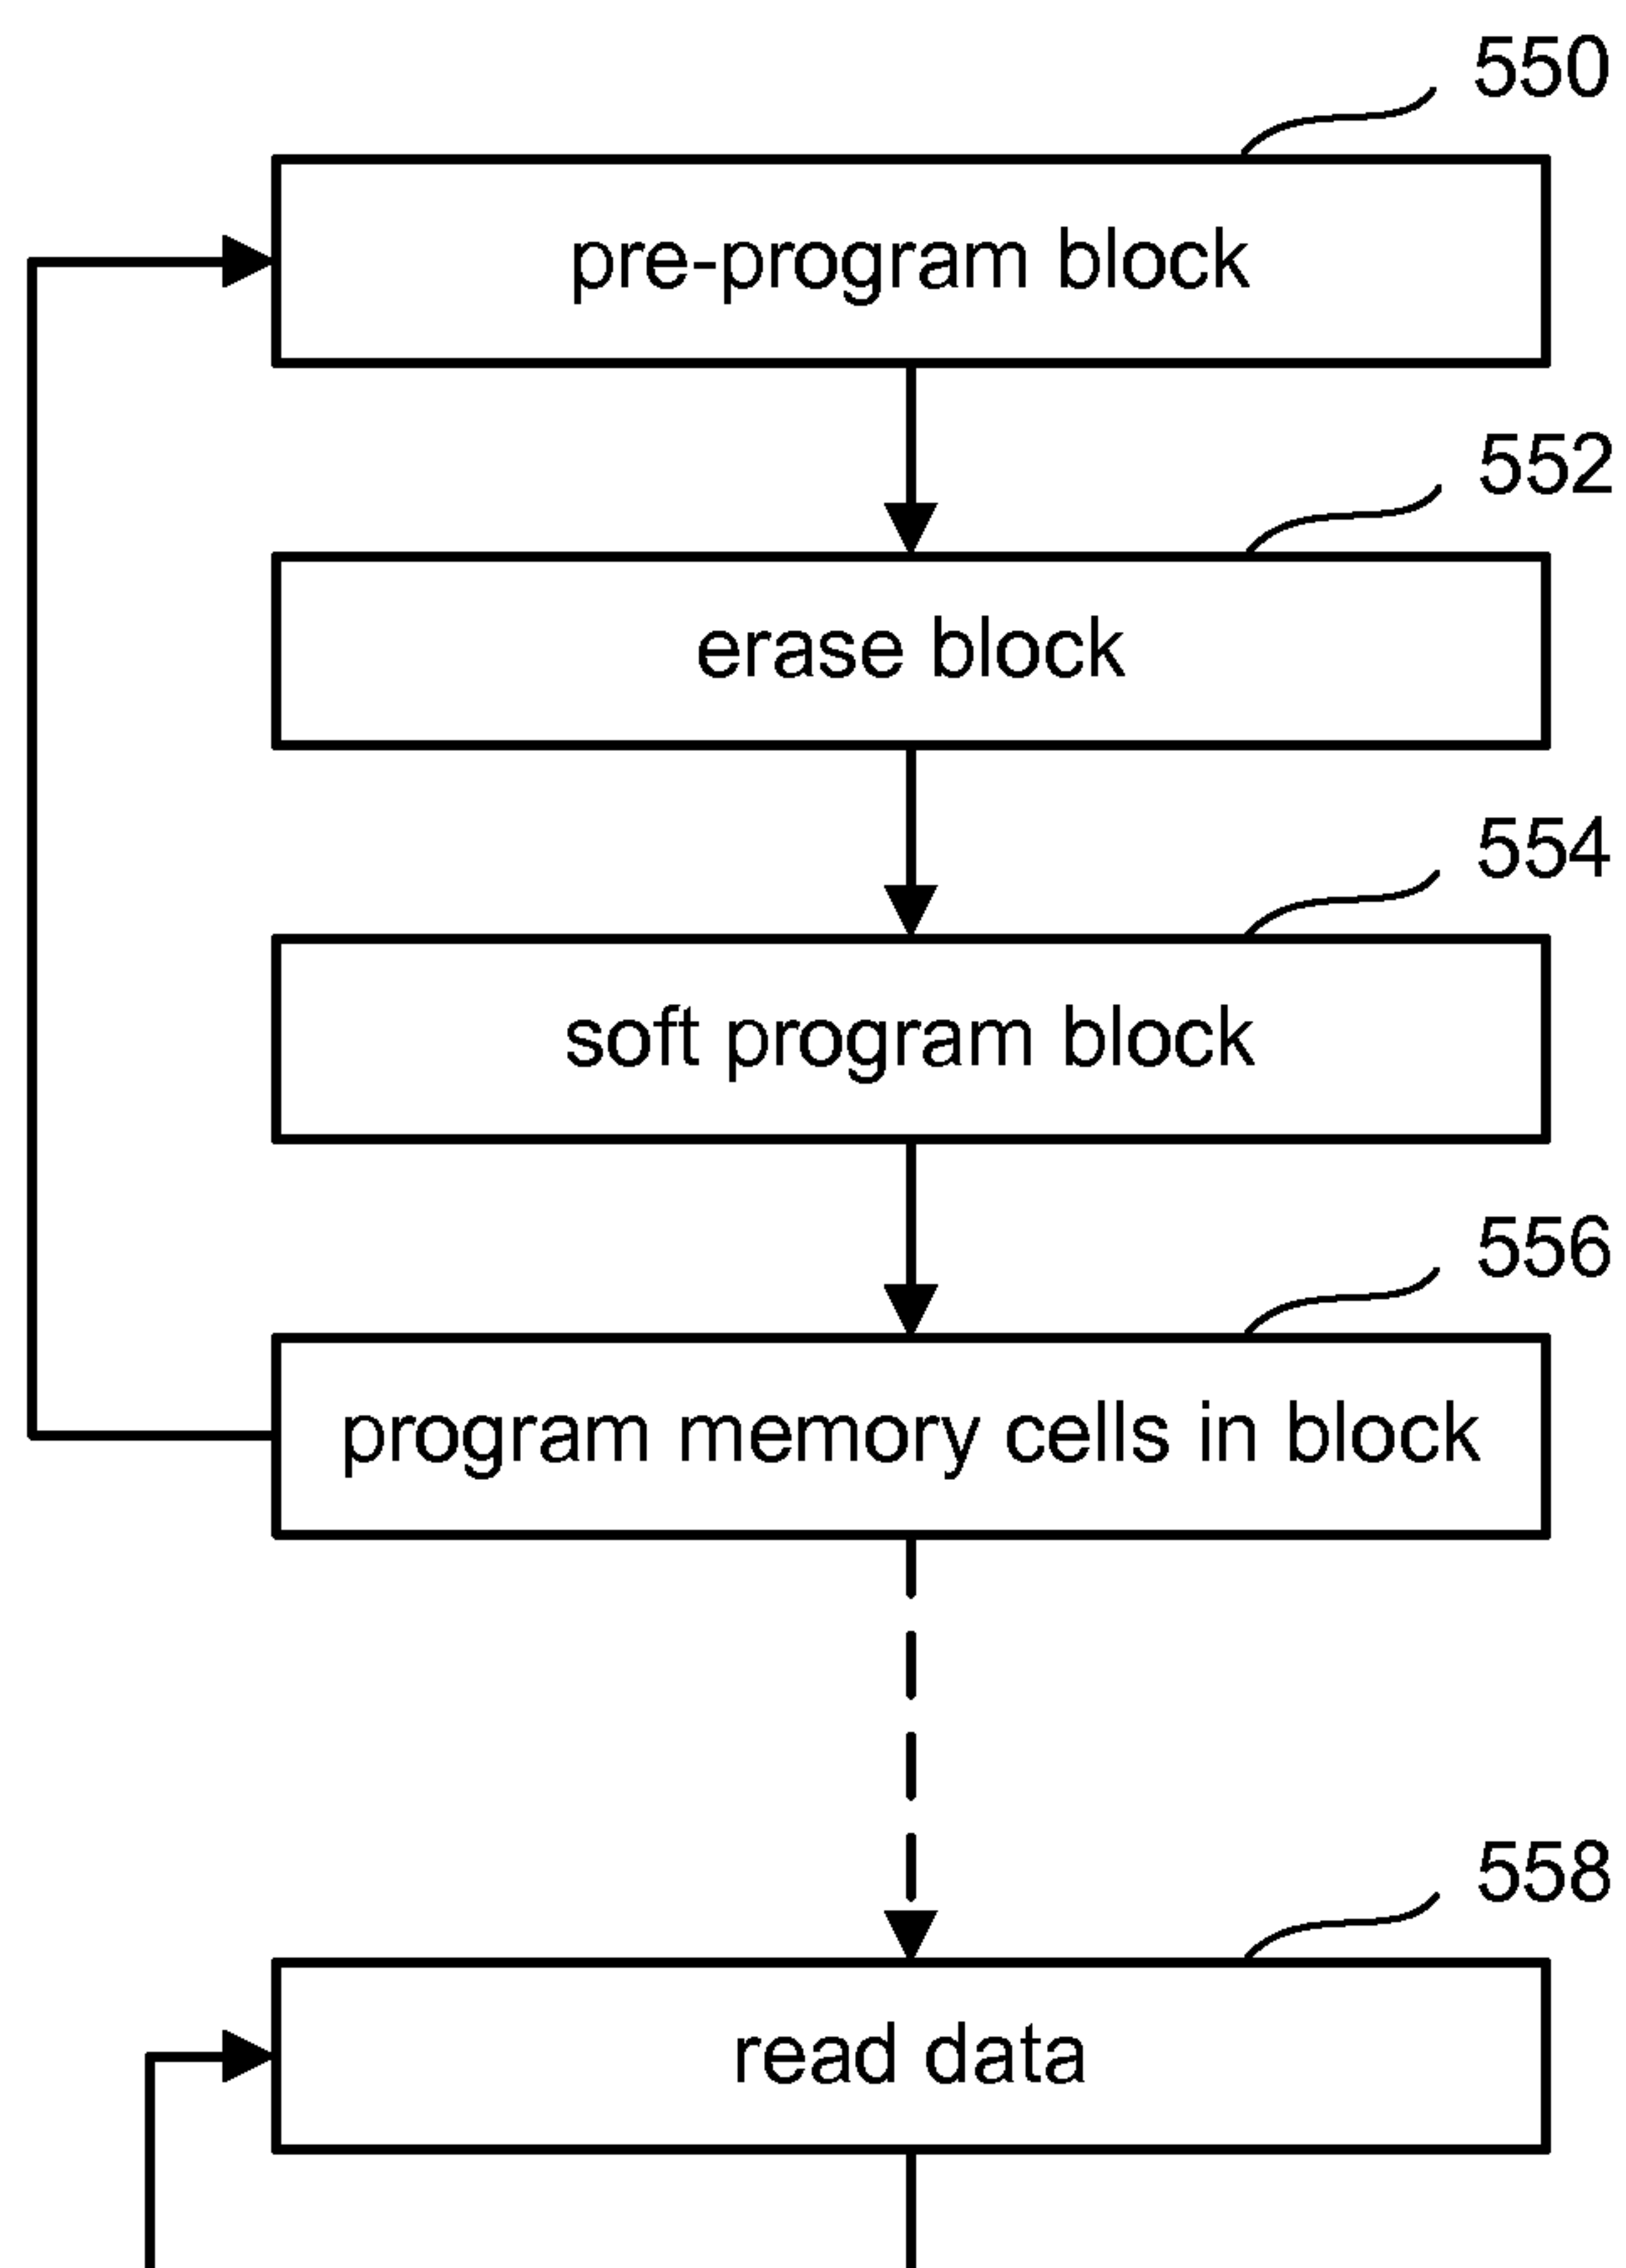 550
pre-program block
552
erase block
554
soft program block
556
program memory cells in block
558
read data